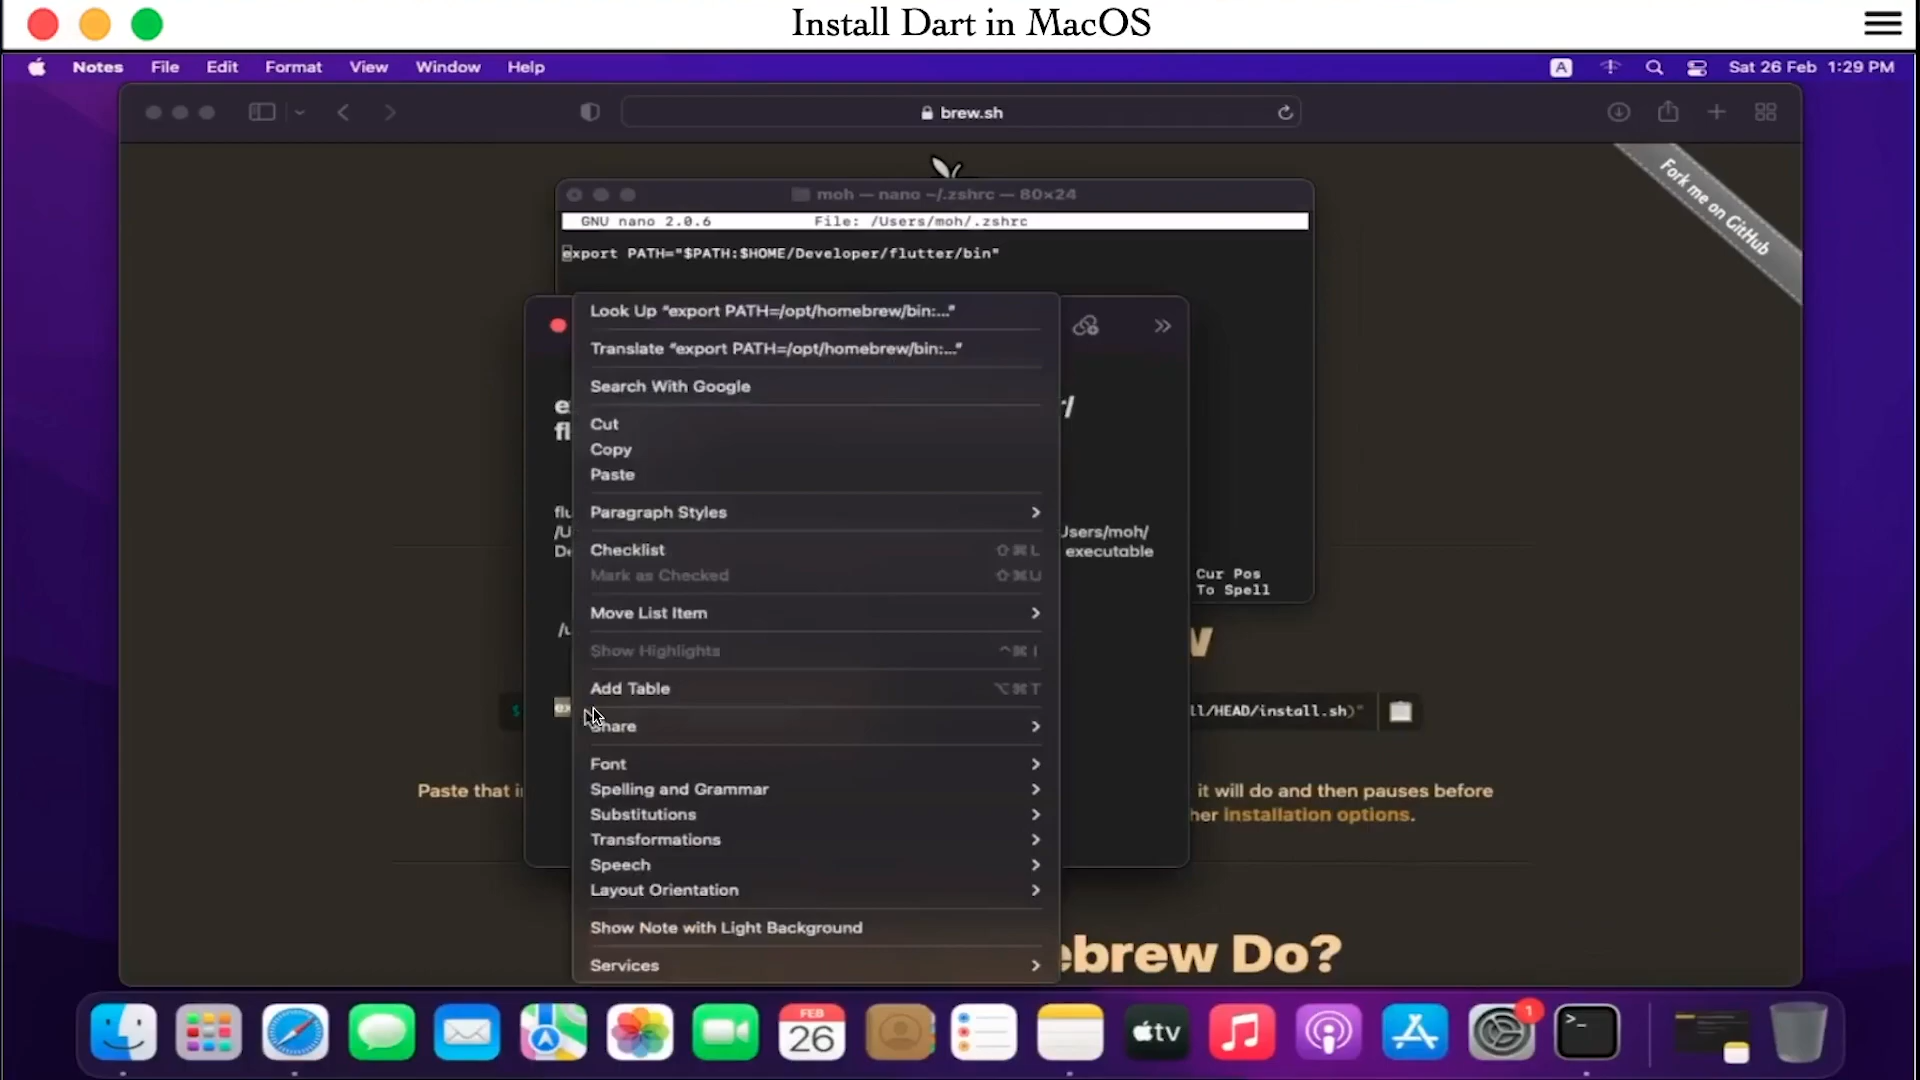 Install Dart in MacOS
Notes File Edit Format View Window Help
A Sat 26 Feb 1:29 PM
brew.sh
Fork me on GitHub
moh — nano ~/.zshrc — 80×24
GNU nano 2.0.6 File: /Users/moh/.zshrc
export PATH="$PATH:$HOME/Developer/flutter/bin"
Look Up "export PATH=/opt/homebrew/bin:..."
Translate "export PATH=/opt/homebrew/bin:..."
Search With Google
Cut
Copy
Paste
Paragraph Styles
Checklist ⇧⌘L
Mark as Checked ⇧⌘U
Move List Item
Show Highlights ^⌘I
Add Table ⌥⌘T
Share
Font
Spelling and Grammar
Substitutions
Transformations
Speech
Layout Orientation
Show Note with Light Background
Services
Users/moh/
executable
Cur Pos
To Spell
$ ex ll/HEAD/install.sh)"
Paste that i it will do and then pauses before
her installation options.
ebrew Do?
FEB
26
tv
1
>_